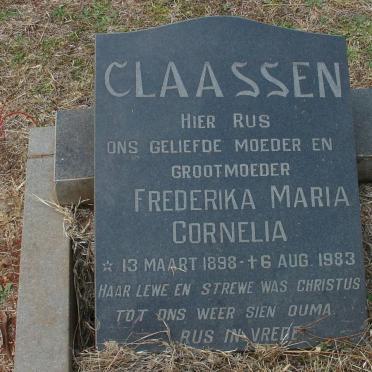 CLAASSEN
HIER RUS
ONS GELIEFDE MOEDER EN
GROOTMOEDER
FREDERIKA MARIA
CORNELIA
☆ 13 MAART 1898 - ✝ 6 AUG. 1983
HAAR LEWE EN STREWE WAS CHRISTUS
TOT ONS WEER SIEN OUMA
RUS IN VREDE